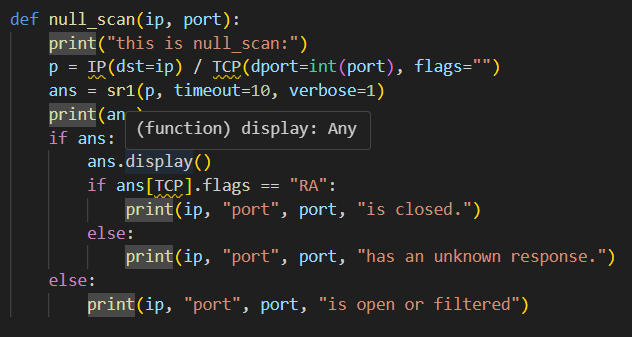 def null_scan(ip, port):
    print("this is null_scan:")
    p = IP(dst=ip) / TCP(dport=int(port), flags="")
    ans = sr1(p, timeout=10, verbose=1)
    print(an
(function) display: Any
    if ans:
        ans.display()
        if ans[TCP].flags == "RA":
            print(ip, "port", port, "is closed.")
        else:
            print(ip, "port", port, "has an unknown response.")
    else:
        print(ip, "port", port, "is open or filtered")